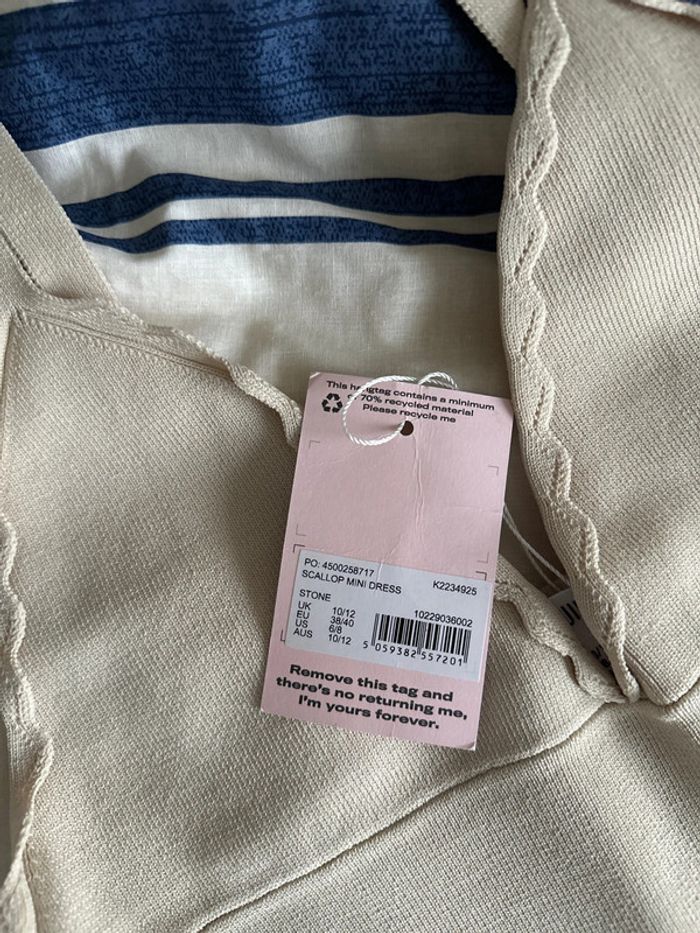 This hangtag contains a minimum
of 70% recycled material
Please recycle me
PO: 4500258717
SCALLOP MINI DRESS K2234925
STONE
UK 10/12 10229036002
EU 38/40
US 6/8
AUS 10/12
5 059382 557201
Remove this tag and
there's no returning me,
I'm yours forever.